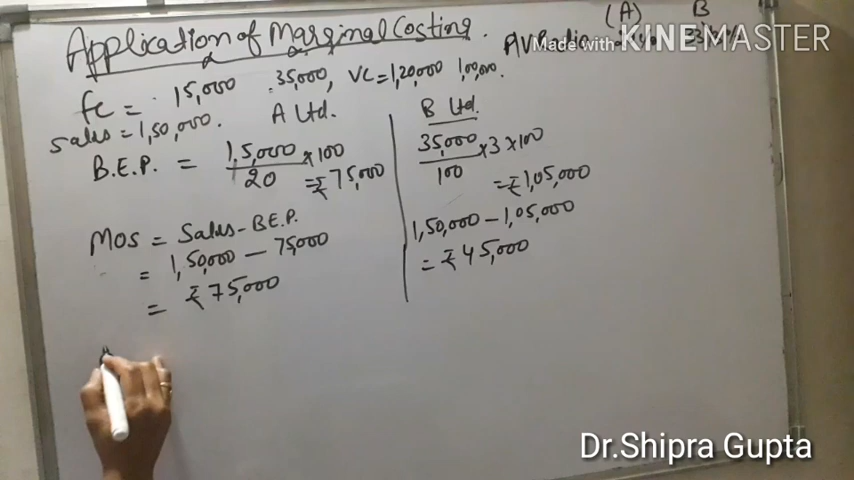 (A) B
Application of Marginal Costing.
P/V Ratio
Made with KINEMASTER
FC = 15,000 35,000, VC = 1,20,000 1,00,000.
Sales = 1,50,000. A Ltd. B Ltd.
B.E.P. = 15,000/20 × 100 35,000/100 × 3 × 100
= ₹75,000 = ₹1,05,000
MOS = Sales - B.E.P. 1,50,000 - 1,05,000
= 1,50,000 - 75,000 = ₹45,000
= ₹75,000
Dr.Shipra Gupta